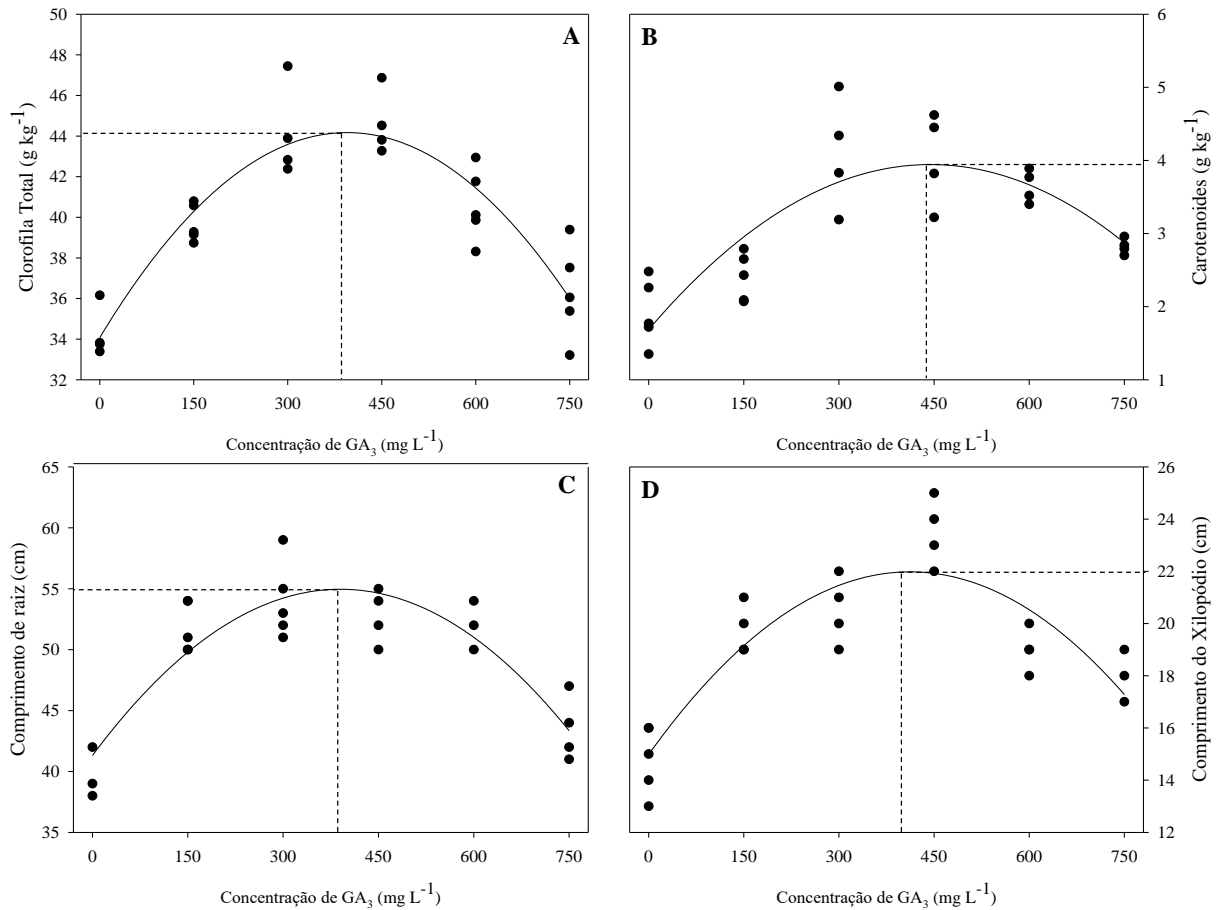 A
Clorofila Total (g kg⁻¹)
50
48
46
44
42
40
38
36
34
32
0 150 300 450 600 750
Concentração de GA₃ (mg L⁻¹)
B
Carotenoides (g kg⁻¹)
6
5
4
3
2
1
0 150 300 450 600 750
Concentração de GA₃ (mg L⁻¹)
C
Comprimento de raiz (cm)
65
60
55
50
45
40
35
0 150 300 450 600 750
Concentração de GA₃ (mg L⁻¹)
D
Comprimento do Xilopódio (cm)
26
24
22
20
18
16
14
12
0 150 300 450 600 750
Concentração de GA₃ (mg L⁻¹)